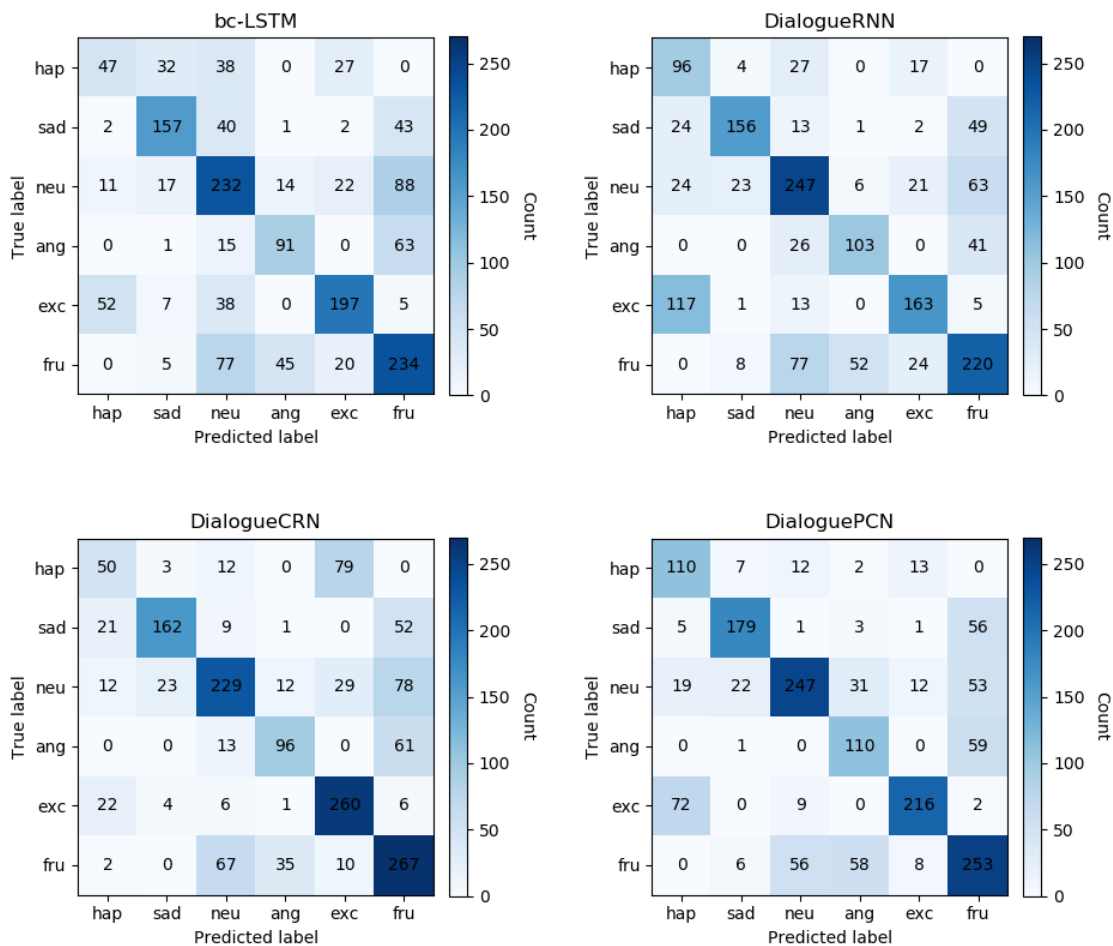 bc-LSTM
hap 47 32 38 0 27 0
sad 2 157 40 1 2 43
neu 11 17 232 14 22 88
ang 0 1 15 91 0 63
exc 52 7 38 0 197 5
fru 0 5 77 45 20 234
hap sad neu ang exc fru
Predicted label
True label
250
200
150
100
50
0
Count
DialogueRNN
hap 96 4 27 0 17 0
sad 24 156 13 1 2 49
neu 24 23 247 6 21 63
ang 0 0 26 103 0 41
exc 117 1 13 0 163 5
fru 0 8 77 52 24 220
hap sad neu ang exc fru
Predicted label
True label
250
200
150
100
50
0
Count
DialogueCRN
hap 50 3 12 0 79 0
sad 21 162 9 1 0 52
neu 12 23 229 12 29 78
ang 0 0 13 96 0 61
exc 22 4 6 1 260 6
fru 2 0 67 35 10 267
hap sad neu ang exc fru
Predicted label
True label
250
200
150
100
50
0
Count
DialoguePCN
hap 110 7 12 2 13 0
sad 5 179 1 3 1 56
neu 19 22 247 31 12 53
ang 0 1 0 110 0 59
exc 72 0 9 0 216 2
fru 0 6 56 58 8 253
hap sad neu ang exc fru
Predicted label
True label
250
200
150
100
50
0
Count